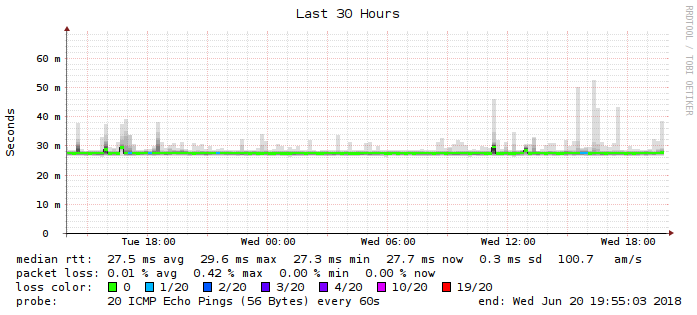 Last 30 Hours
RRDTOOL / TOBI OETIKER
Seconds
60 m
50 m
40 m
30 m
20 m
10 m
0
Tue 18:00 Wed 00:00 Wed 06:00 Wed 12:00 Wed 18:00
median rtt: 27.5 ms avg 29.6 ms max 27.3 ms min 27.7 ms now 0.3 ms sd 100.7 am/s
packet loss: 0.01 % avg 0.42 % max 0.00 % min 0.00 % now
loss color: 0 1/20 2/20 3/20 4/20 10/20 19/20
probe: 20 ICMP Echo Pings (56 Bytes) every 60s end: Wed Jun 20 19:55:03 2018